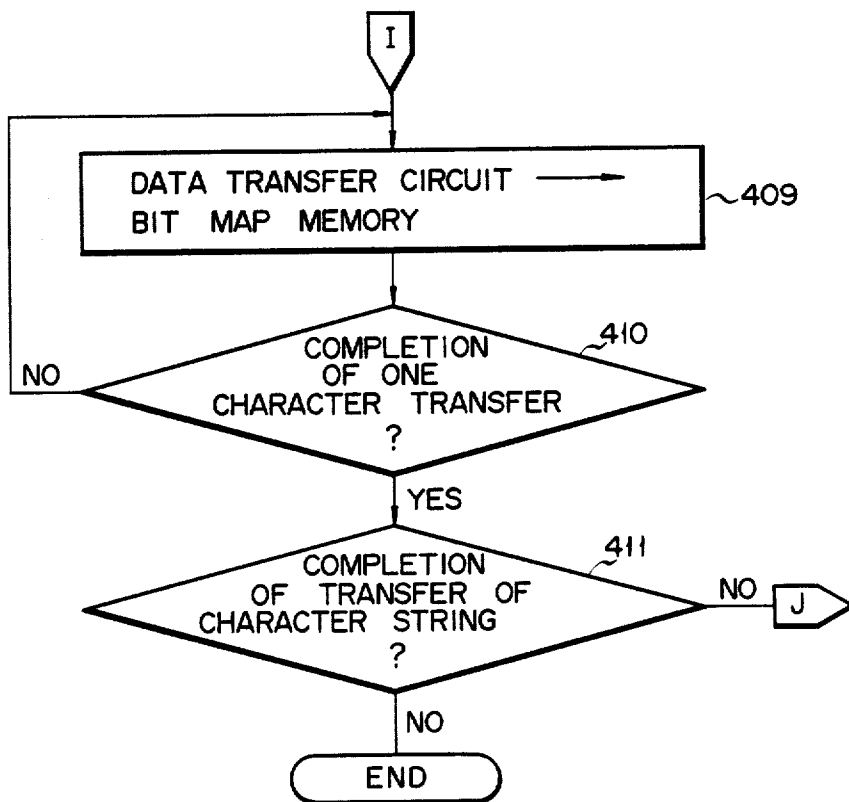 I
DATA TRANSFER CIRCUIT →
BIT MAP MEMORY
409
COMPLETION
OF ONE
CHARACTER TRANSFER
?
410
NO
YES
COMPLETION
OF TRANSFER OF
CHARACTER STRING
?
411
NO
J
NO
END